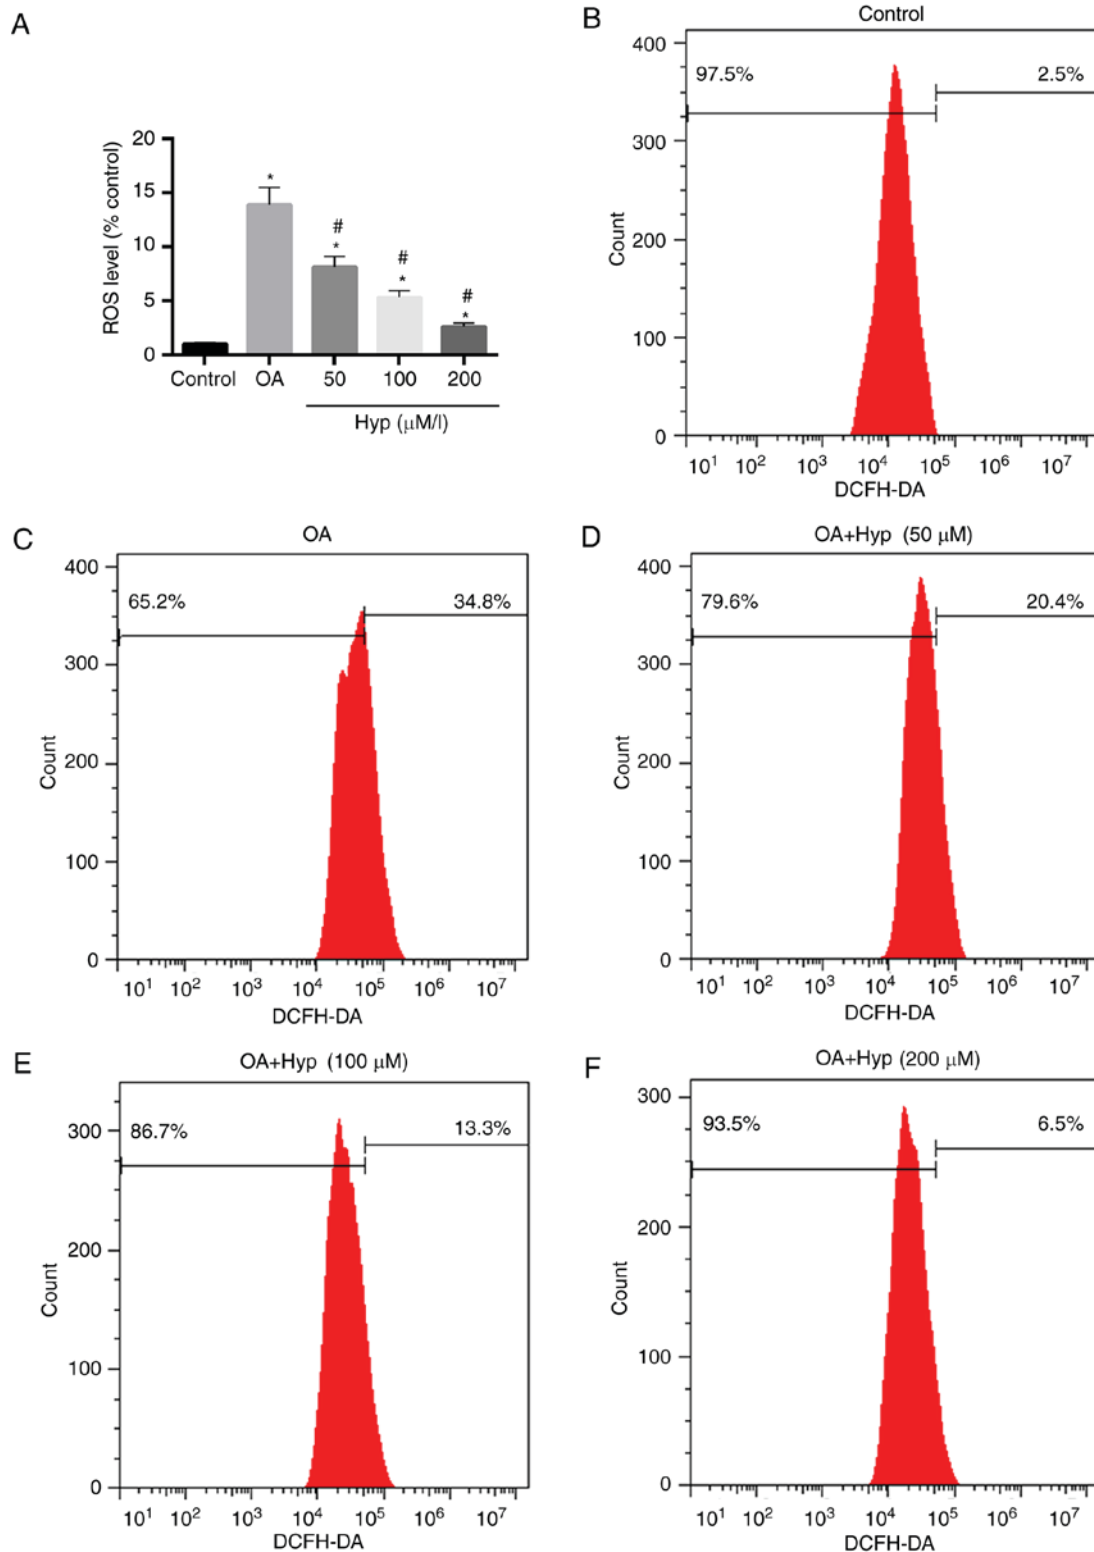 A
ROS level (% control)
20
15
10
5
0
*
#
*
#
*
#
*
Control OA 50 100 200
Hyp (μM/l)
B
Control
400
300
200
100
0
Count
97.5% 2.5%
10¹ 10² 10³ 10⁴ 10⁵ 10⁶ 10⁷
DCFH-DA
C
OA
400
300
200
100
0
Count
65.2% 34.8%
10¹ 10² 10³ 10⁴ 10⁵ 10⁶ 10⁷
DCFH-DA
D
OA+Hyp (50 μM)
400
300
200
100
0
Count
79.6% 20.4%
10¹ 10² 10³ 10⁴ 10⁵ 10⁶ 10⁷
DCFH-DA
E
OA+Hyp (100 μM)
300
200
100
0
Count
86.7% 13.3%
10¹ 10² 10³ 10⁴ 10⁵ 10⁶ 10⁷
DCFH-DA
F
OA+Hyp (200 μM)
300
200
100
0
Count
93.5% 6.5%
10¹ 10² 10³ 10⁴ 10⁵ 10⁶ 10⁷
DCFH-DA